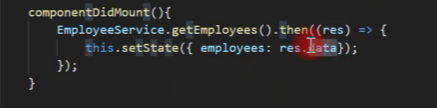 componentDidMount(){
EmployeeService.getEmployees().then((res) => {
this.setState({ employees: res.data});
});
}